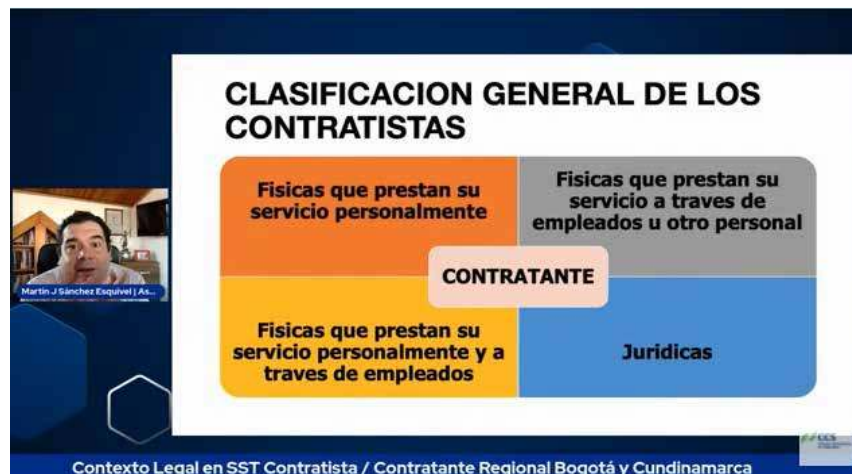 CLASIFICACION GENERAL DE LOS
CONTRATISTAS
Fisicas que prestan su
servicio personalmente
Fisicas que prestan su
servicio a traves de
empleados u otro personal
CONTRATANTE
Fisicas que prestan su
servicio personalmente y a
traves de empleados
Juridicas
Martin J Sánchez Esquivel | As...
CCS
Contexto Legal en SST Contratista / Contratante Regional Bogotá y Cundinamarca